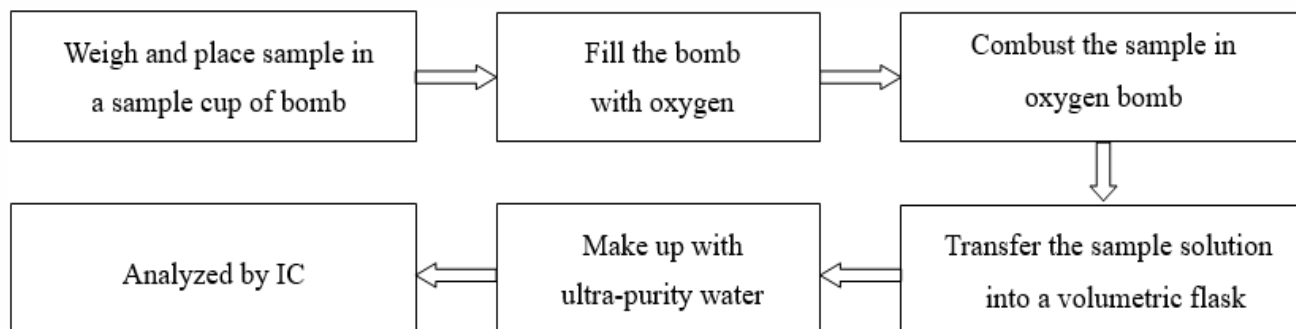 Weigh and place sample in
a sample cup of bomb
Fill the bomb
with oxygen
Combust the sample in
oxygen bomb
Transfer the sample solution
into a volumetric flask
Make up with
ultra-purity water
Analyzed by IC